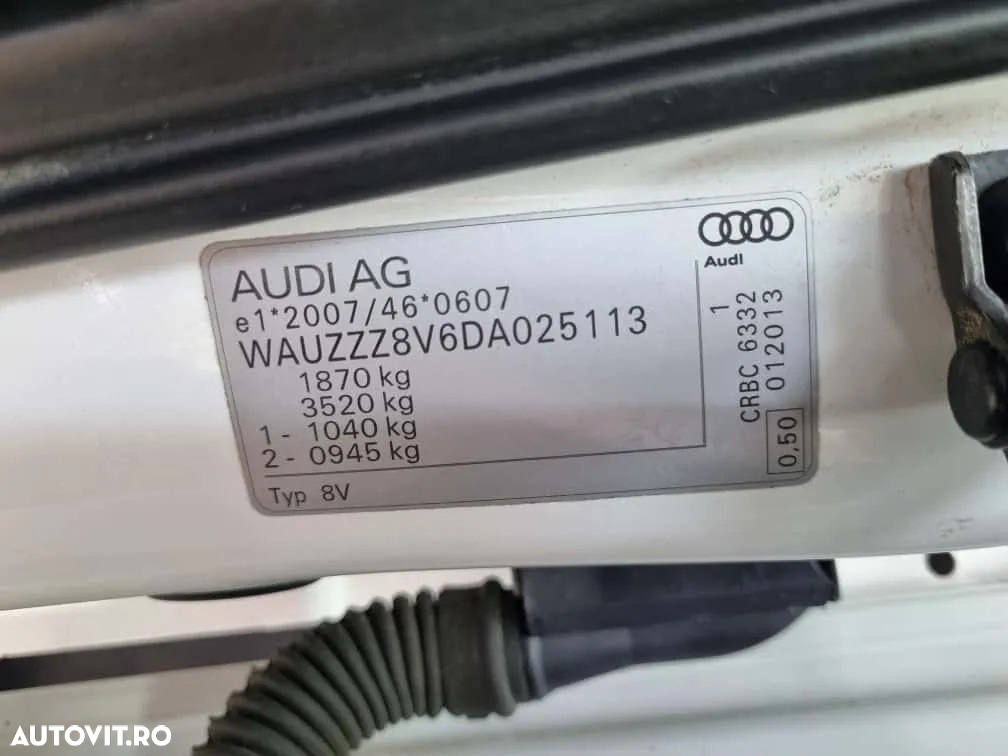 AUDI AG
e1*2007/46*0607
WAUZZZ8V6DA025113
1870 kg
3520 kg
1 - 1040 kg
2 - 0945 kg
Typ 8V
Audi
1
CRBC 6332
012013
0,50
AUTOVIT.RO